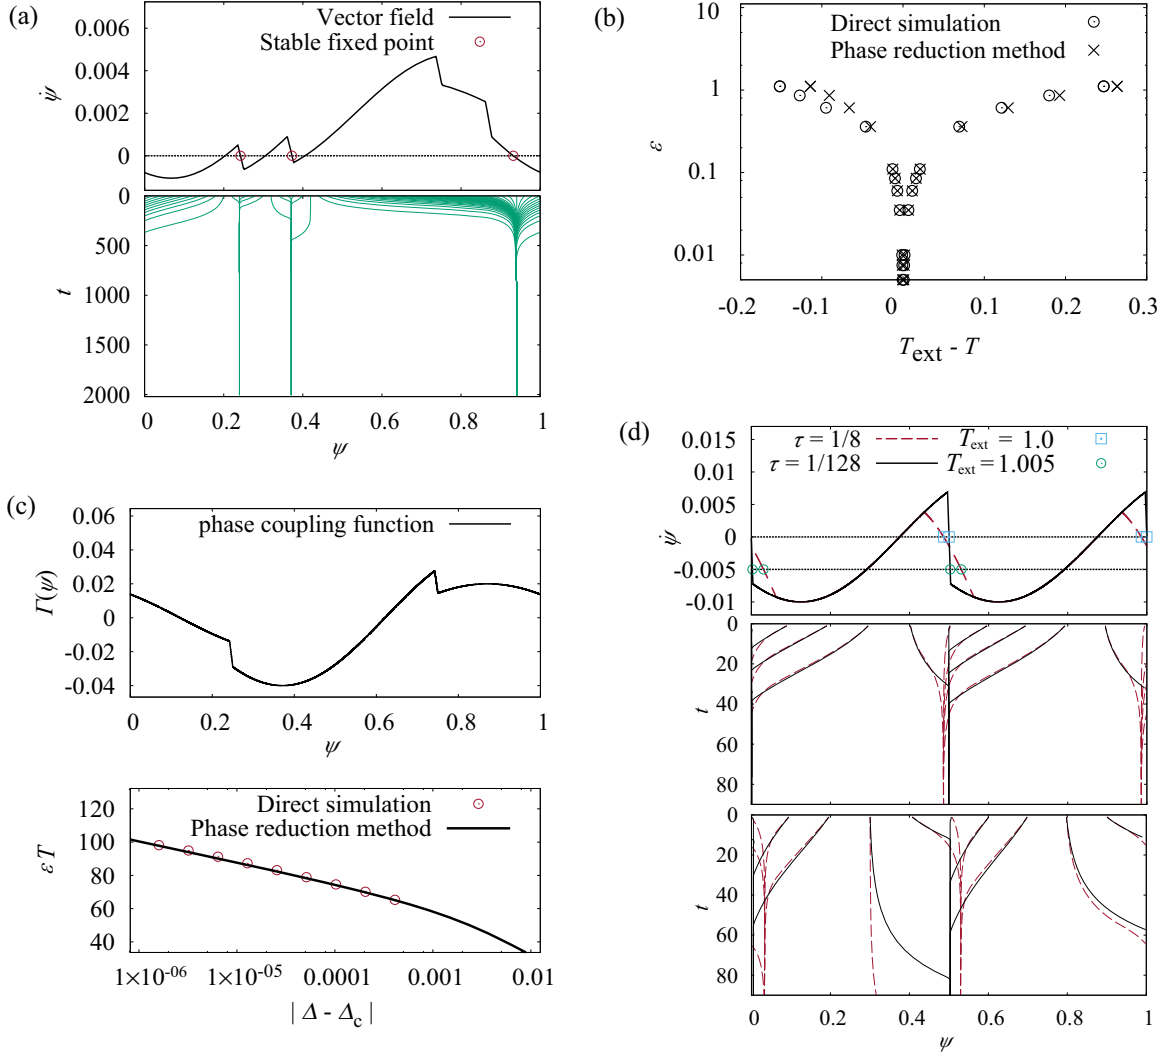 (a)
Vector field
Stable fixed point
0.006
0.004
0.002
0
ψ̇
0
500
1000
1500
2000
t
0 0.2 0.4 0.6 0.8 1
ψ
(b)
Direct simulation
Phase reduction method
10
1
0.1
0.01
ε
-0.2 -0.1 0 0.1 0.2 0.3
T_ext - T
(c)
phase coupling function
0.06
0.04
0.02
0
-0.02
-0.04
Γ(ψ)
0 0.2 0.4 0.6 0.8 1
ψ
Direct simulation
Phase reduction method
120
100
80
60
40
ε T
1×10^-06 1×10^-05 0.0001 0.001 0.01
| Δ - Δ_c |
(d)
τ = 1/8 T_ext = 1.0
τ = 1/128 T_ext = 1.005
0.015
0.01
0.005
0
-0.005
-0.01
ψ̇
0
20
40
60
80
t
0
20
40
60
80
t
0 0.2 0.4 0.6 0.8 1
ψ